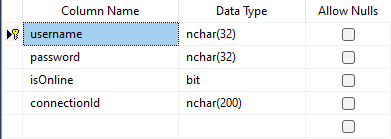 Column Name Data Type Allow Nulls
username nchar(32)
password nchar(32)
isOnline bit
connectionId nchar(200)